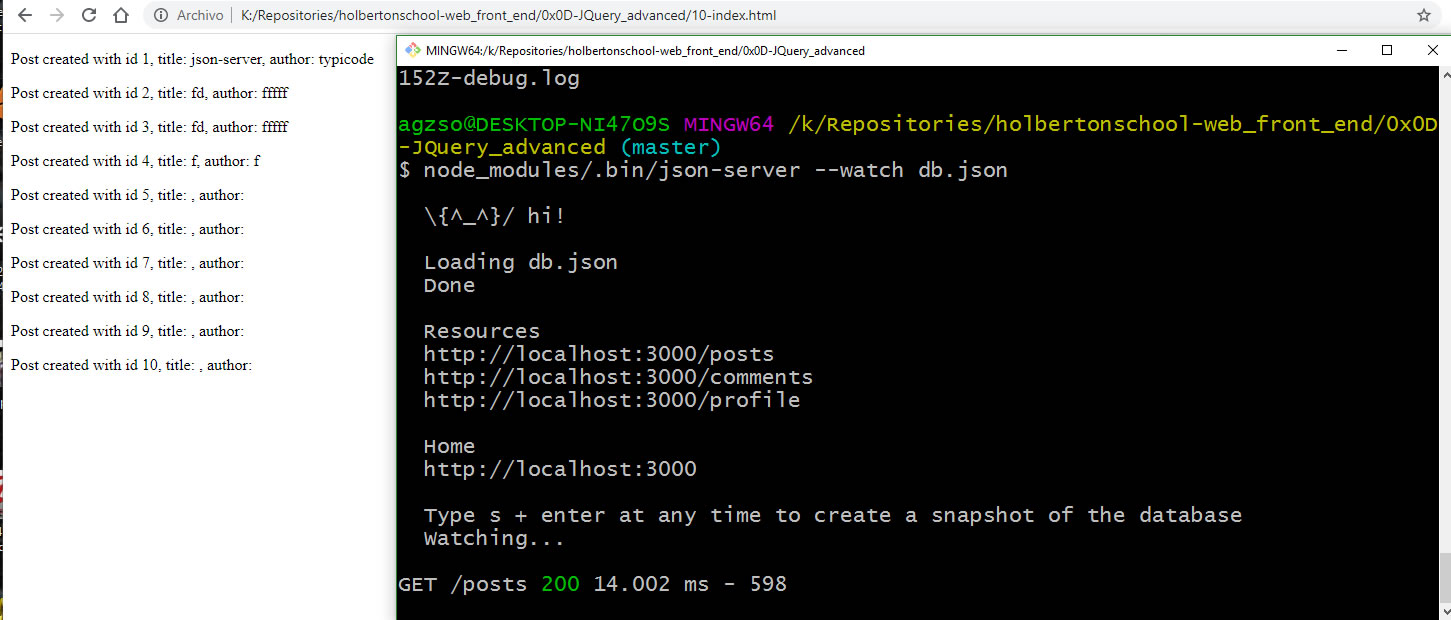 Archivo | K:/Repositories/holbertonschool-web_front_end/0x0D-JQuery_advanced/10-index.html
Post created with id 1, title: json-server, author: typicode
Post created with id 2, title: fd, author: fffff
Post created with id 3, title: fd, author: fffff
Post created with id 4, title: f, author: f
Post created with id 5, title: , author:
Post created with id 6, title: , author:
Post created with id 7, title: , author:
Post created with id 8, title: , author:
Post created with id 9, title: , author:
Post created with id 10, title: , author:
MINGW64:/k/Repositories/holbertonschool-web_front_end/0x0D-JQuery_advanced
152Z-debug.log
agzso@DESKTOP-NI47O9S MINGW64 /k/Repositories/holbertonschool-web_front_end/0x0D
-JQuery_advanced (master)
$ node_modules/.bin/json-server --watch db.json
\{^_^}/ hi!
Loading db.json
Done
Resources
http://localhost:3000/posts
http://localhost:3000/comments
http://localhost:3000/profile
Home
http://localhost:3000
Type s + enter at any time to create a snapshot of the database
Watching...
GET /posts 200 14.002 ms - 598